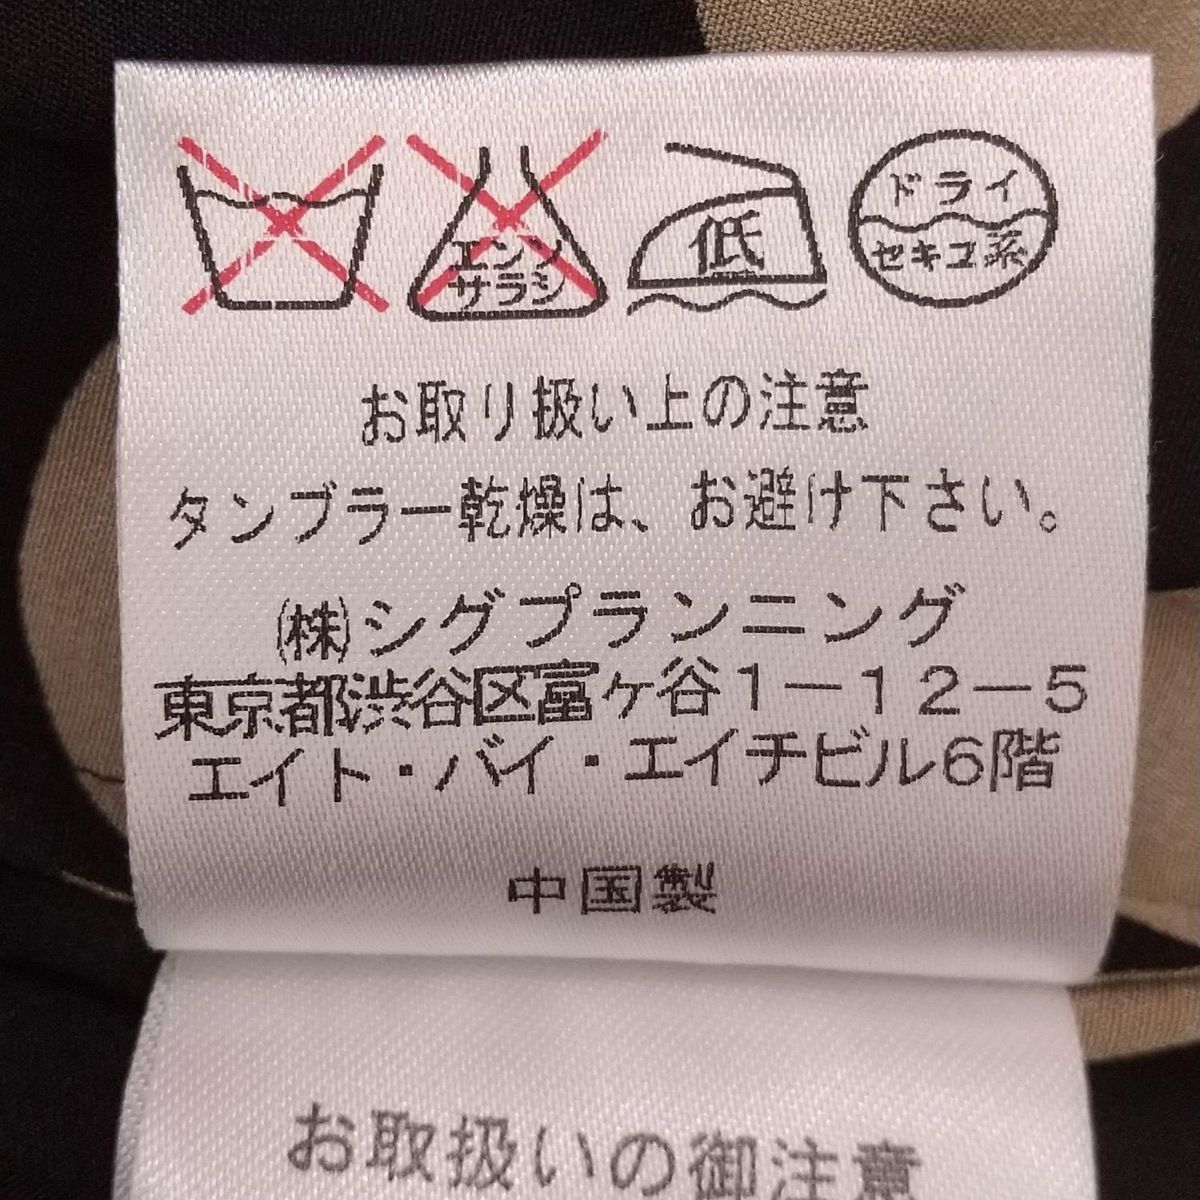 エンソ
サラシ
低
ドライ
セキユ系
お取り扱い上の注意
タンブラー乾燥は、お避け下さい。
㈱シグプランニング
東京都渋谷区富ヶ谷1－12－5
エイト・バイ・エイチビル6階
中国製
お取扱いの御注意